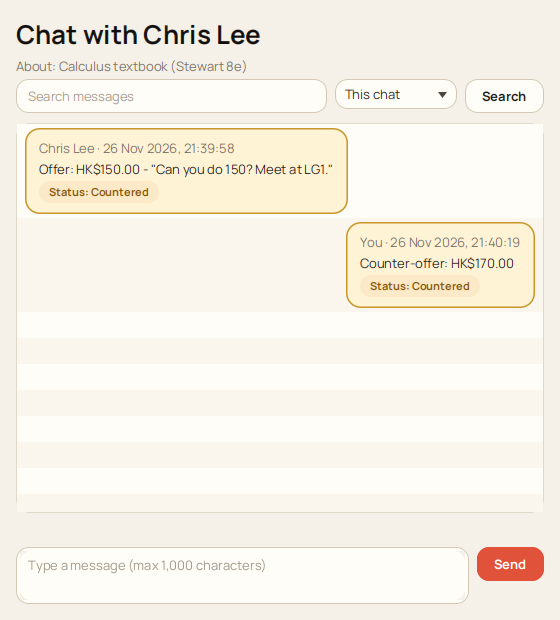 Chat with Chris Lee
About: Calculus textbook (Stewart 8e)
Search messages
This chat
Search
Chris Lee · 26 Nov 2026, 21:39:58
Offer: HK$150.00 - "Can you do 150? Meet at LG1."
Status: Countered
You · 26 Nov 2026, 21:40:19
Counter-offer: HK$170.00
Status: Countered
Type a message (max 1,000 characters)
Send